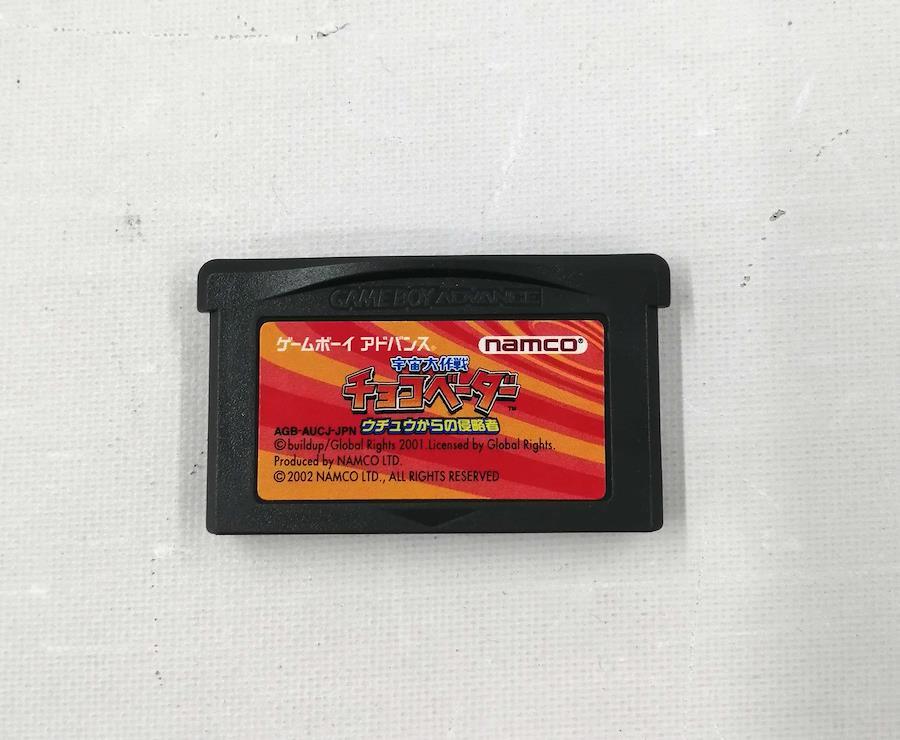 GAME BOY ADVANCE
ゲームボーイ アドバンス®
namco®
宇宙大作戦
チョコベーダー™
AGB-AUCJ-JPN ウチュウからの侵略者
©buildup/Global Rights 2001.Licensed by Global Rights.
Produced by NAMCO LTD.
© 2002 NAMCO LTD., ALL RIGHTS RESERVED